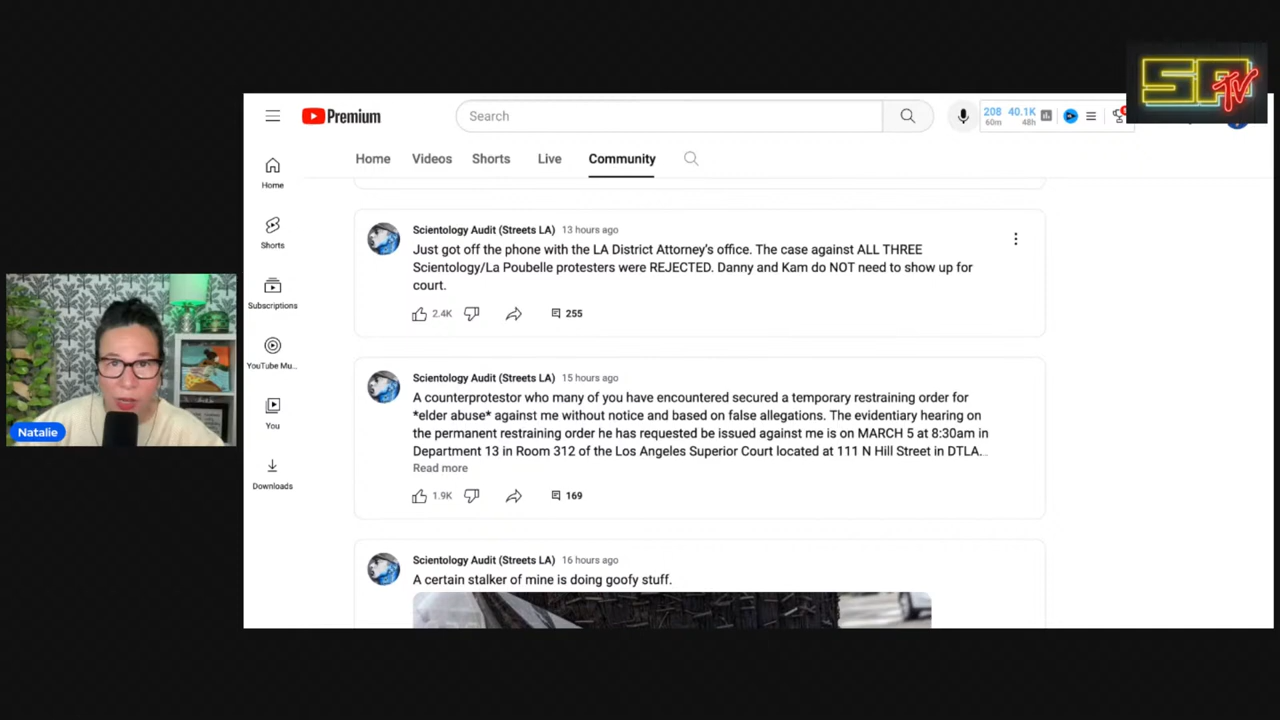 SPTV
Premium
Search
208
60m
40.1K
48h
Home
Videos
Shorts
Live
Community
Home
Shorts
Subscriptions
YouTube Mu...
You
Downloads
Scientology Audit (Streets LA) 13 hours ago
Just got off the phone with the LA District Attorney's office. The case against ALL THREE
Scientology/La Poubelle protesters were REJECTED. Danny and Kam do NOT need to show up for
court.
2.4K
255
Scientology Audit (Streets LA) 15 hours ago
A counterprotestor who many of you have encountered secured a temporary restraining order for
*elder abuse* against me without notice and based on false allegations. The evidentiary hearing on
the permanent restraining order he has requested be issued against me is on MARCH 5 at 8:30am in
Department 13 in Room 312 of the Los Angeles Superior Court located at 111 N Hill Street in DTLA...
Read more
1.9K
169
Scientology Audit (Streets LA) 16 hours ago
A certain stalker of mine is doing goofy stuff.
Natalie